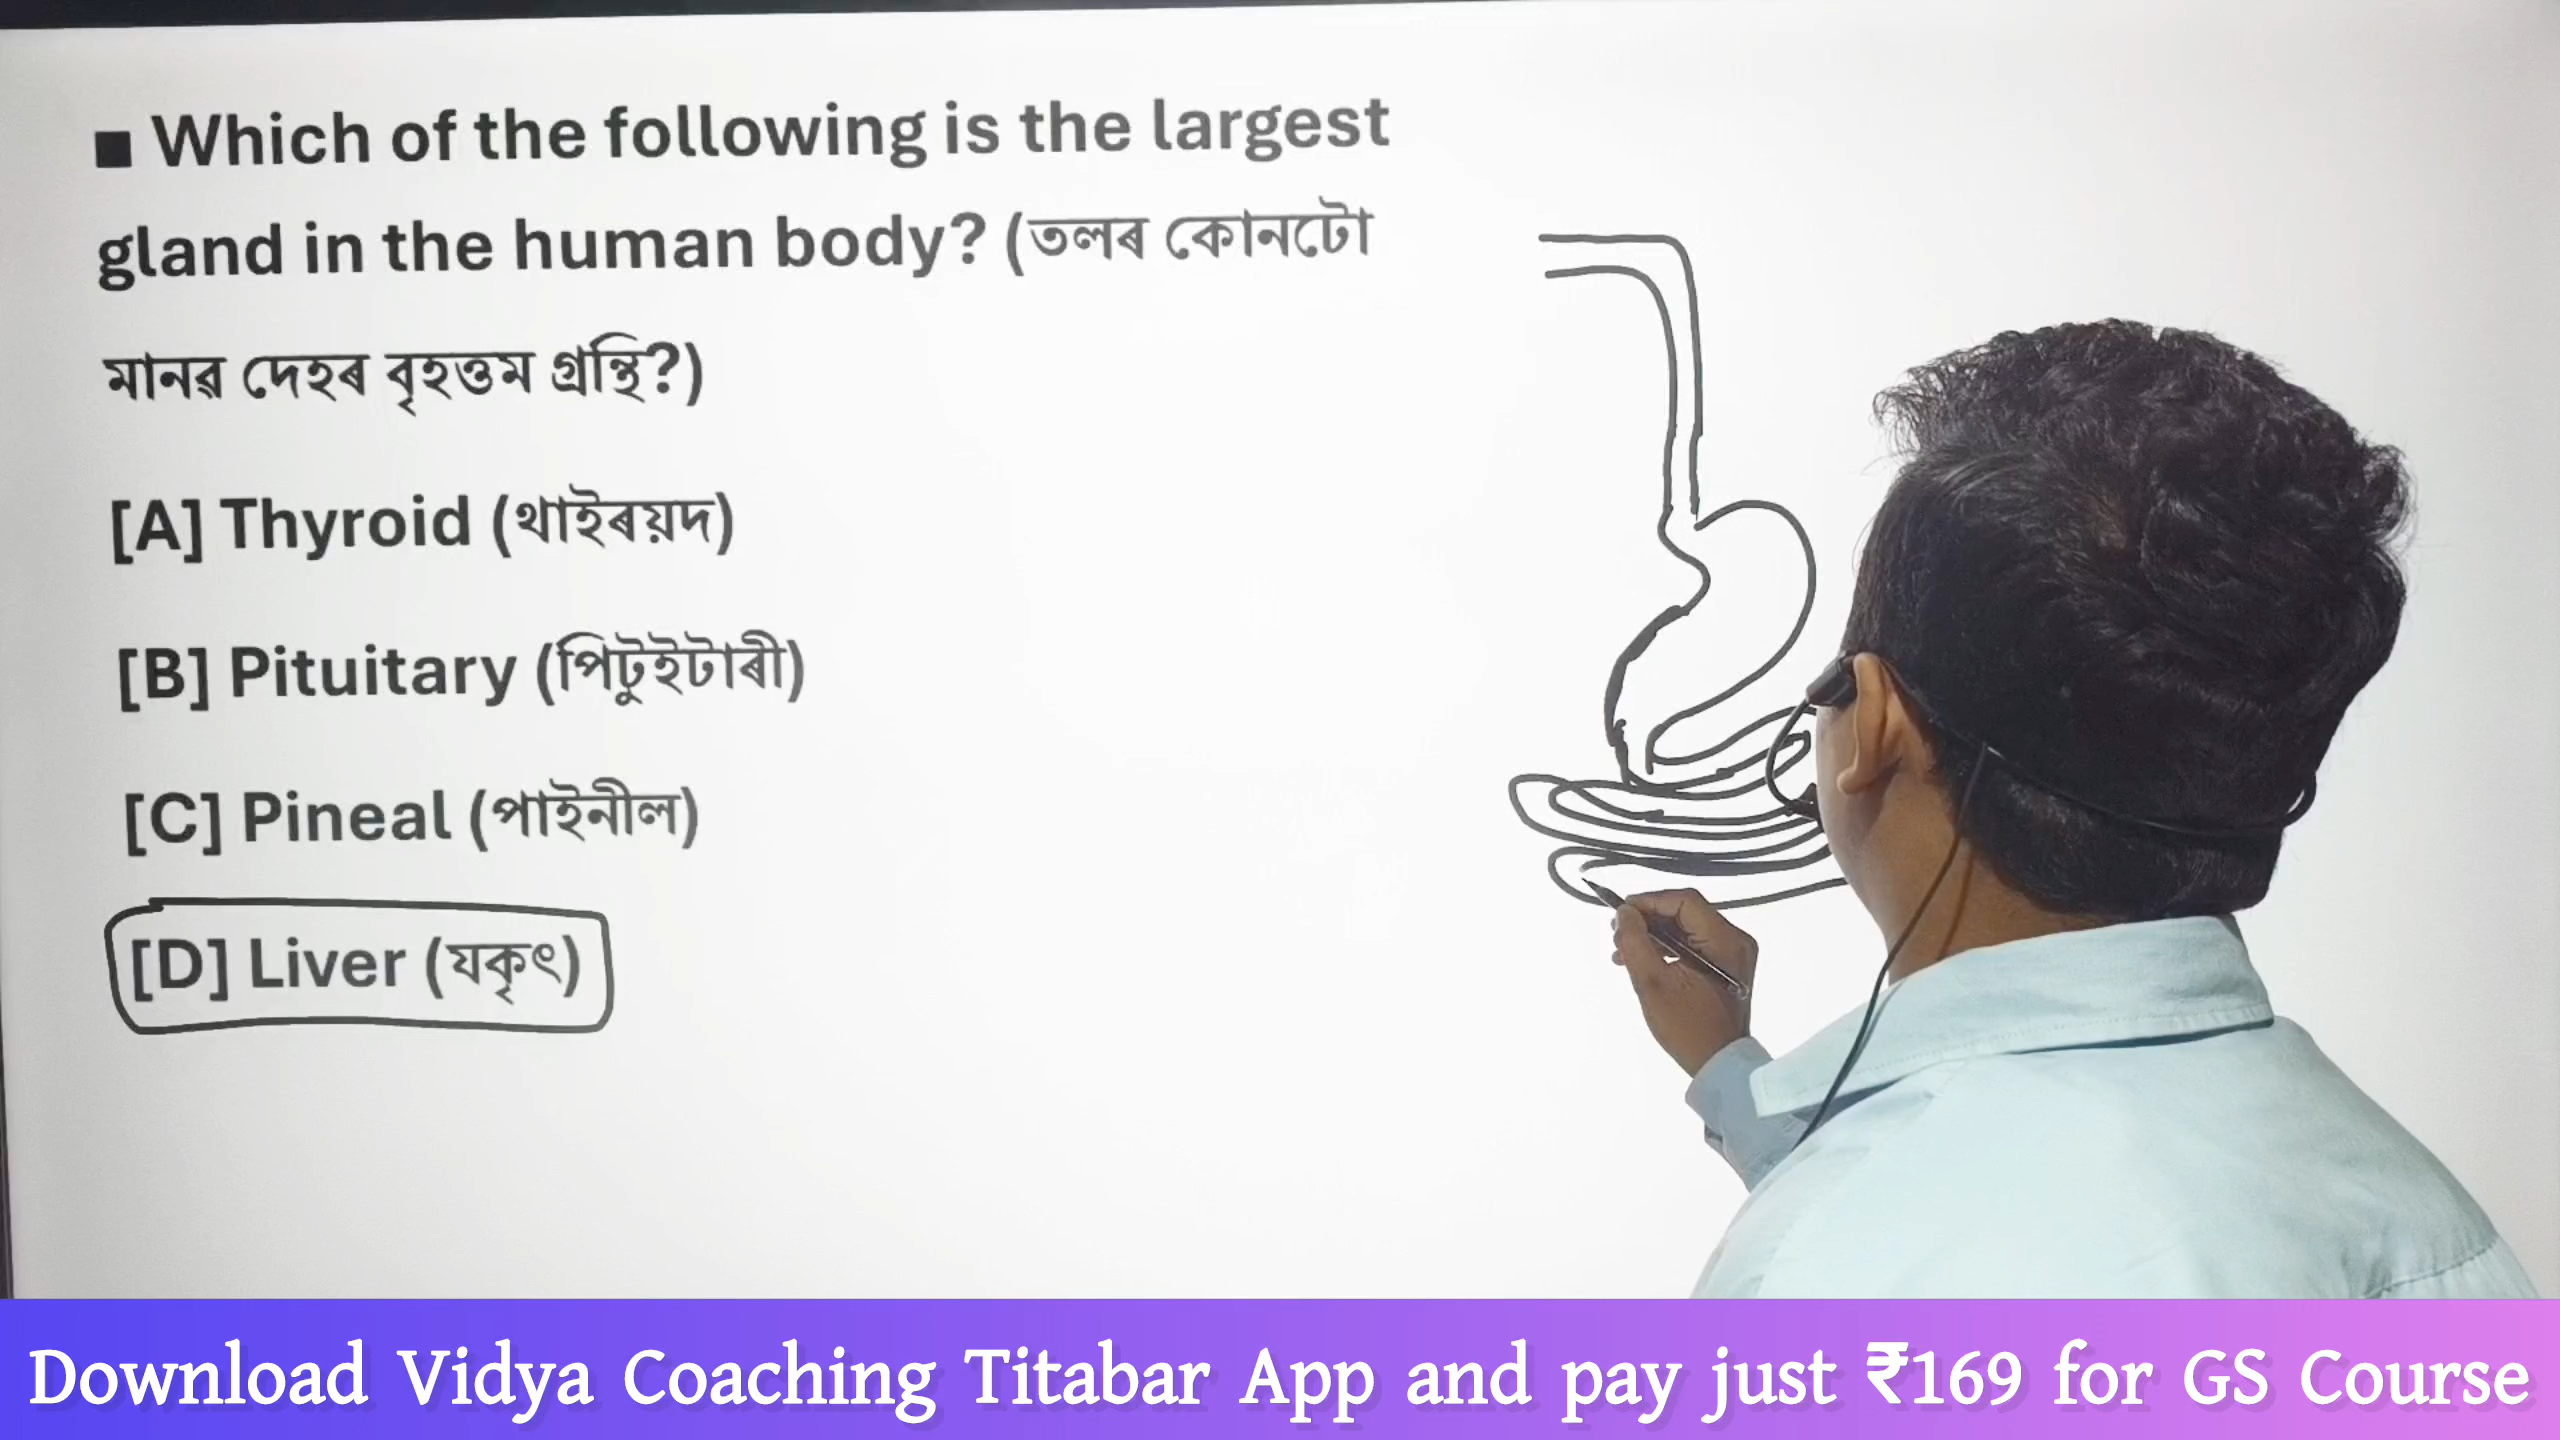 ■ Which of the following is the largest
gland in the human body? (তলৰ কোনটো
মানৱ দেহৰ বৃহত্তম গ্ৰন্থি?)
[A] Thyroid (থাইৰয়দ)
[B] Pituitary (পিটুইটাৰী)
[C] Pineal (পাইনীল)
[D] Liver (যকৃৎ)
Download Vidya Coaching Titabar App and pay just ₹169 for GS Course